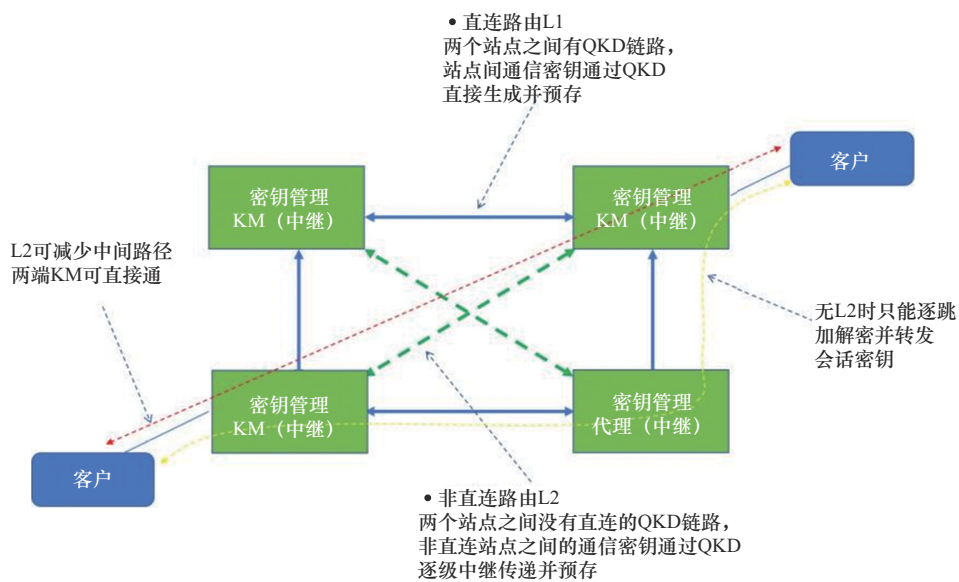 • 直连路由L1
两个站点之间有QKD链路，
站点间通信密钥通过QKD
直接生成并预存
客户
密钥管理
KM（中继）
密钥管理
KM（中继）
L2可减少中间路径
两端KM可直接通
无L2时只能逐跳
加解密并转发
会话密钥
密钥管理
KM（中继）
密钥管理
代理（中继）
客户
• 非直连路由L2
两个站点之间没有直连的QKD链路，
非直连站点之间的通信密钥通过QKD
逐级中继传递并预存